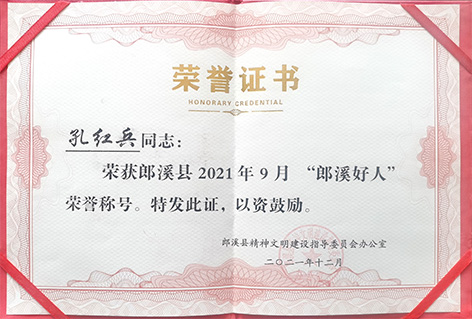 荣誉证书
HONORARY CREDENTIAL
孔红兵同志：
荣获郎溪县2021年9月“郎溪好人”
荣誉称号。特发此证，以资鼓励。
郎溪县精神文明建设指导委员会办公室
二〇二一年十二月